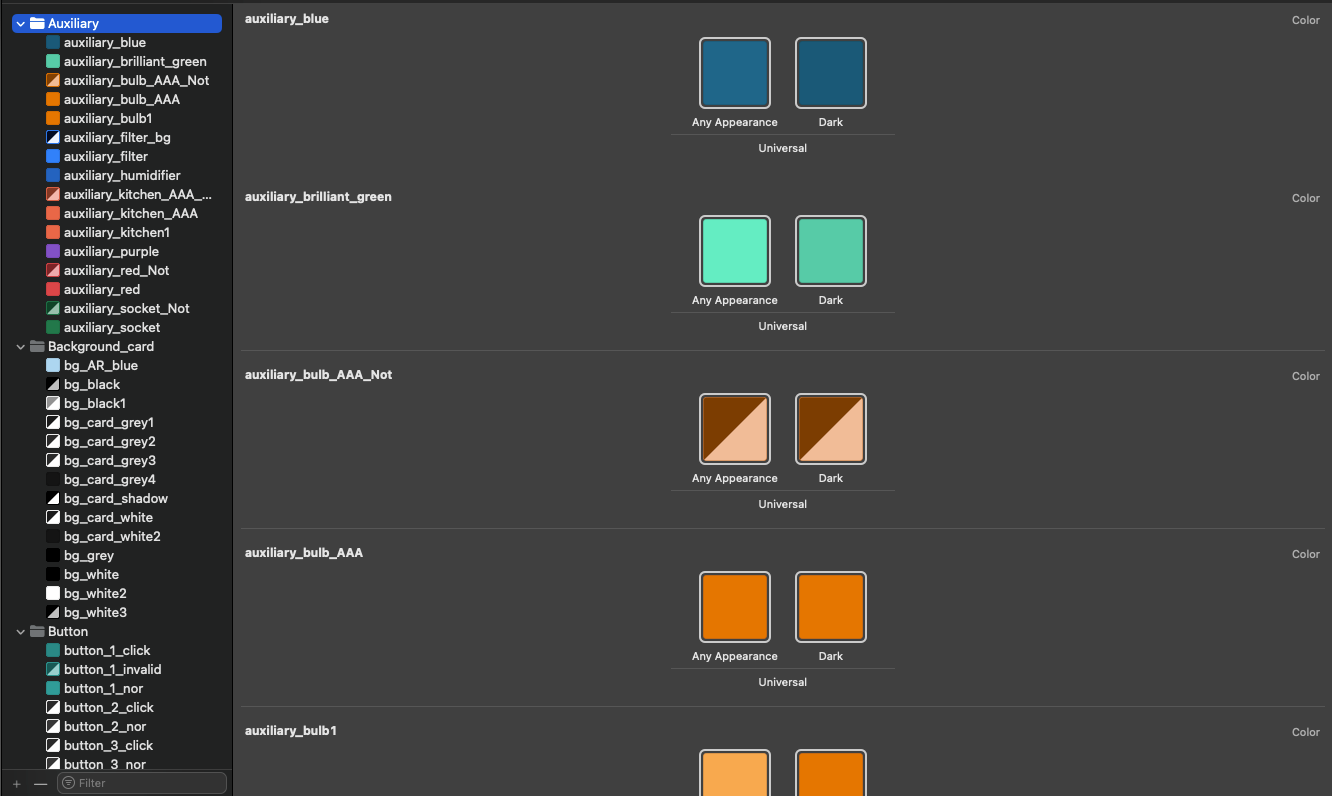 Auxiliary
auxiliary_blue
auxiliary_brilliant_green
auxiliary_bulb_AAA_Not
auxiliary_bulb_AAA
auxiliary_bulb1
auxiliary_filter_bg
auxiliary_filter
auxiliary_humidifier
auxiliary_kitchen_AAA_...
auxiliary_kitchen_AAA
auxiliary_kitchen1
auxiliary_purple
auxiliary_red_Not
auxiliary_red
auxiliary_socket_Not
auxiliary_socket
Background_card
bg_AR_blue
bg_black
bg_black1
bg_card_grey1
bg_card_grey2
bg_card_grey3
bg_card_grey4
bg_card_shadow
bg_card_white
bg_card_white2
bg_grey
bg_white
bg_white2
bg_white3
Button
button_1_click
button_1_invalid
button_1_nor
button_2_click
button_2_nor
button_3_click
button_3_nor
Filter
auxiliary_blue
Color
Any Appearance
Dark
Universal
auxiliary_brilliant_green
Color
Any Appearance
Dark
Universal
auxiliary_bulb_AAA_Not
Color
Any Appearance
Dark
Universal
auxiliary_bulb_AAA
Color
Any Appearance
Dark
Universal
auxiliary_bulb1
Color